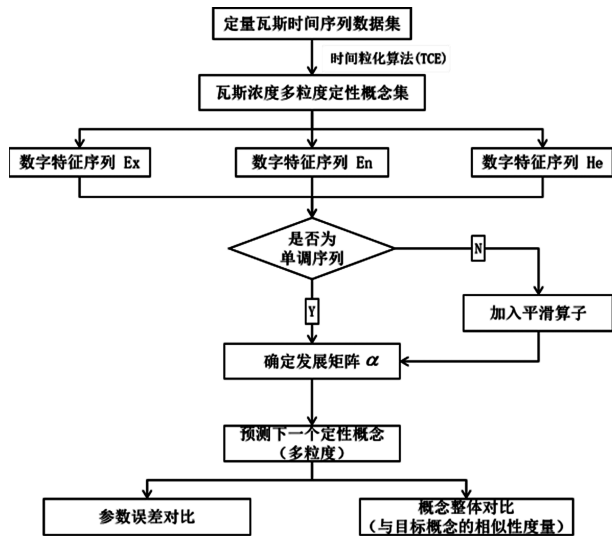 定量瓦斯时间序列数据集
时间粒化算法(TCE)
瓦斯浓度多粒度定性概念集
数字特征序列 Ex
数字特征序列 En
数字特征序列 He
是否为
单调序列
N
Y
加入平滑算子
确定发展矩阵 α
预测下一个定性概念
(多粒度)
参数误差对比
概念整体对比
(与目标概念的相似性度量)